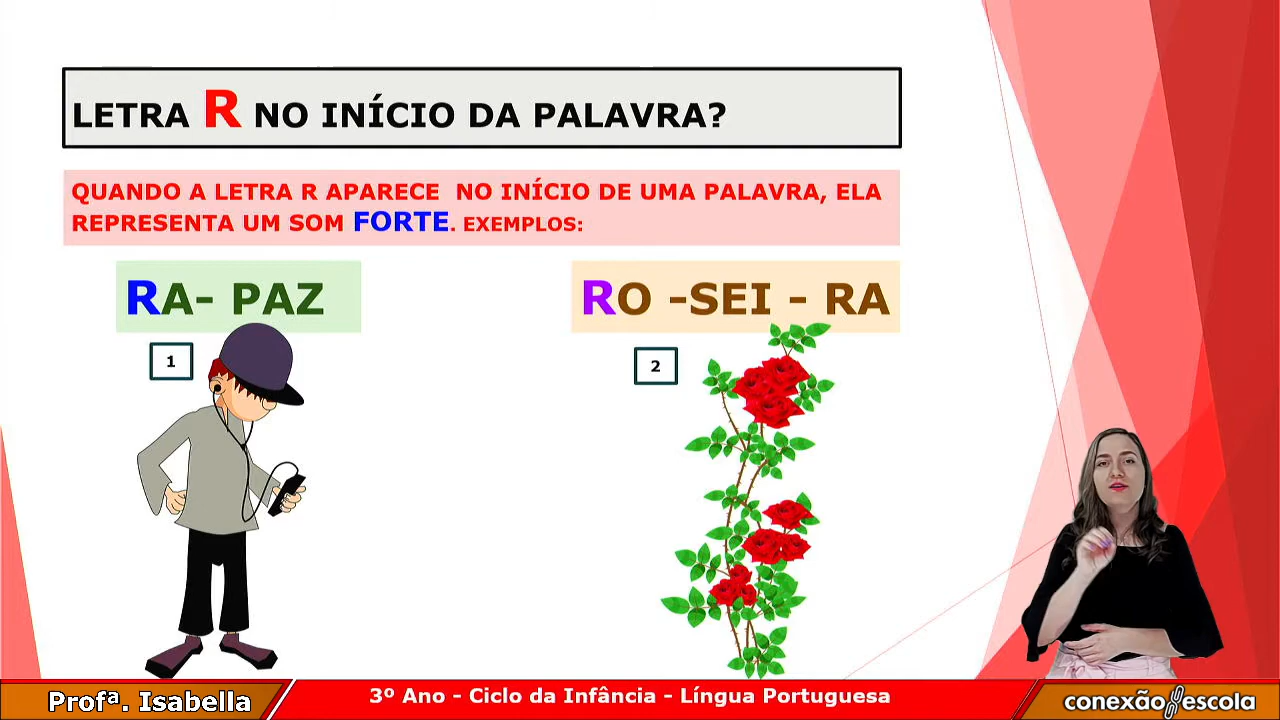 LETRA R NO INÍCIO DA PALAVRA?
QUANDO A LETRA R APARECE NO INÍCIO DE UMA PALAVRA, ELA
REPRESENTA UM SOM FORTE. EXEMPLOS:
RA- PAZ
RO -SEI - RA
1
2
Profª. Isabella
3º Ano - Ciclo da Infância - Língua Portuguesa
conexão escola